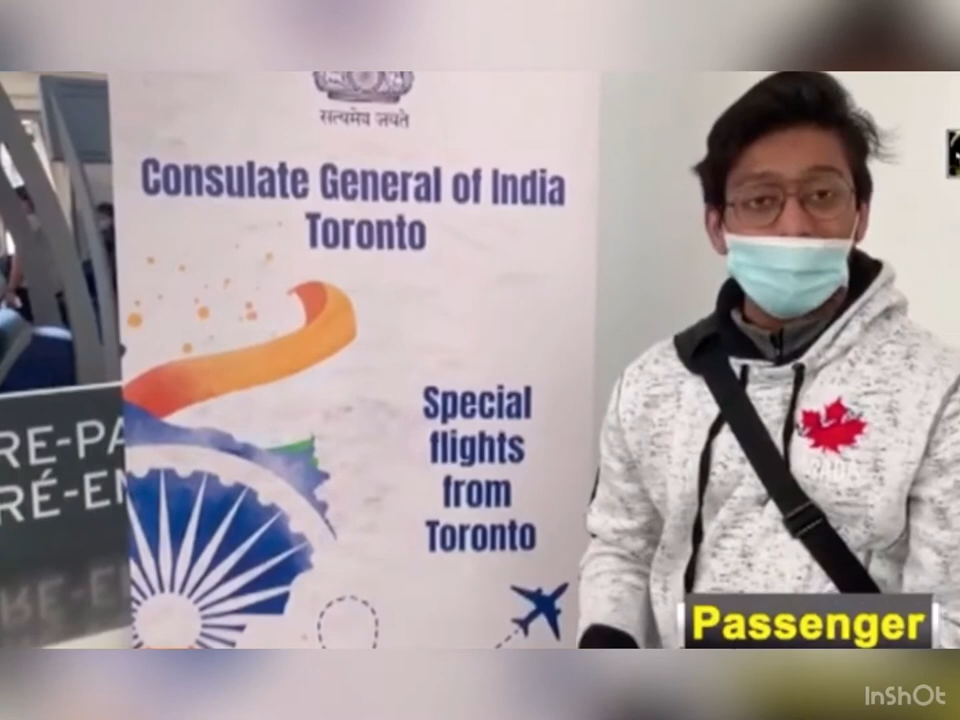 सत्यमेव जयते
Consulate General of India
Toronto
Special
flights
from
Toronto
RE-PA
RÉ-EN
Passenger
InShOt